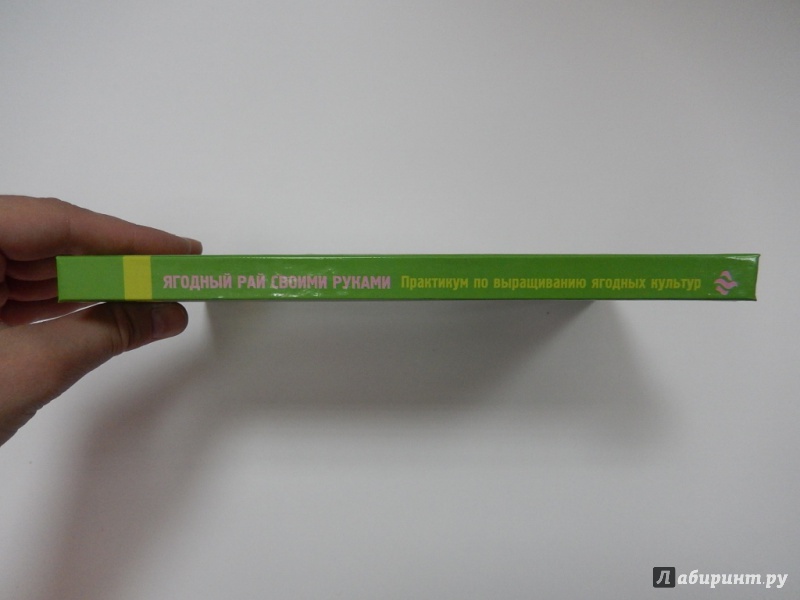 ЯГОДНЫЙ РАЙ СВОИМИ РУКАМИ Практикум по выращиванию ягодных культур
Лабиринт.ру